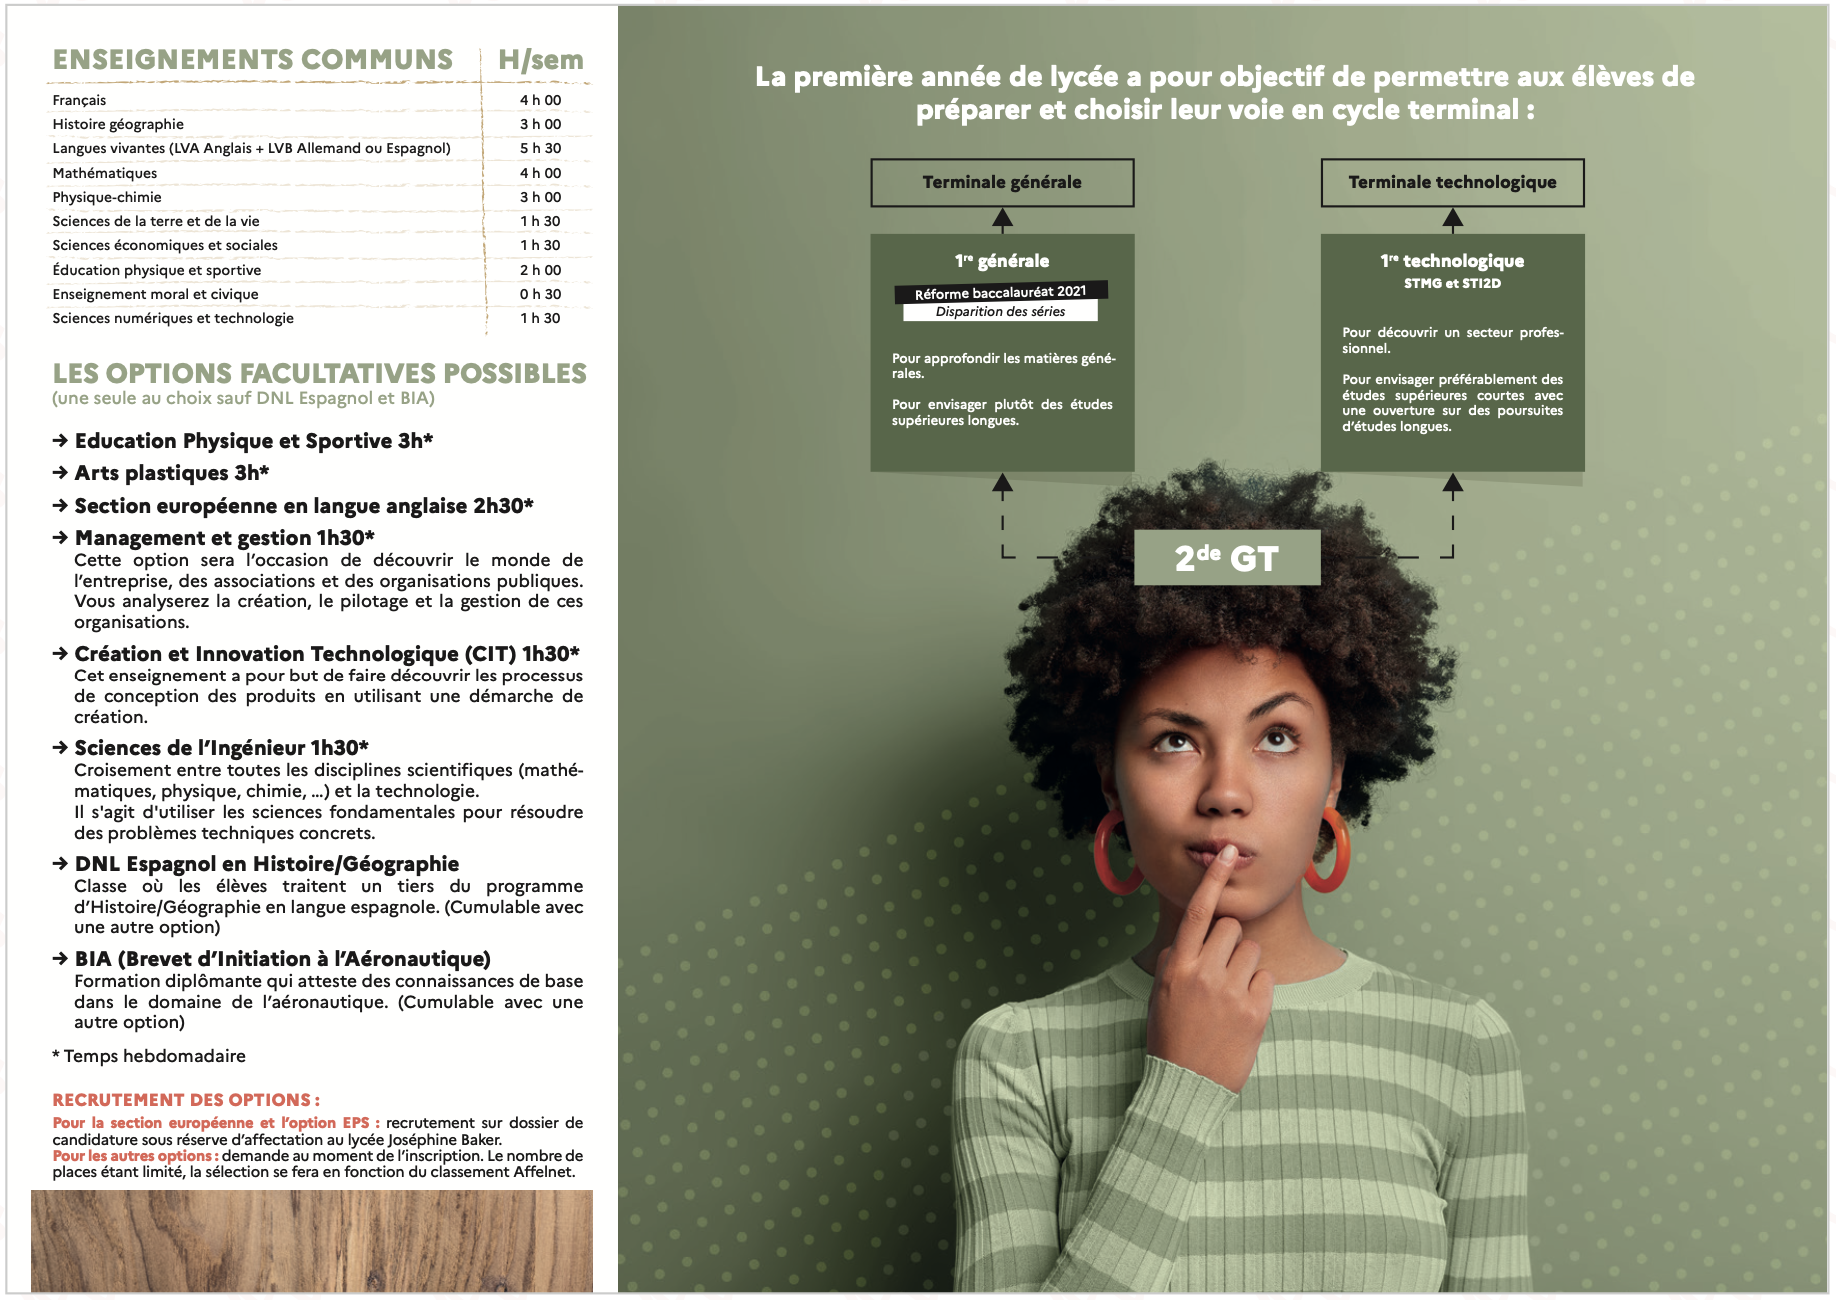 ENSEIGNEMENTS COMMUNS H/sem
Français 4 h 00
Histoire géographie 3 h 00
Langues vivantes (LVA Anglais + LVB Allemand ou Espagnol) 5 h 30
Mathématiques 4 h 00
Physique-chimie 3 h 00
Sciences de la terre et de la vie 1 h 30
Sciences économiques et sociales 1 h 30
Éducation physique et sportive 2 h 00
Enseignement moral et civique 0 h 30
Sciences numériques et technologie 1 h 30
LES OPTIONS FACULTATIVES POSSIBLES
(une seule au choix sauf DNL Espagnol et BIA)
→ Education Physique et Sportive 3h*
→ Arts plastiques 3h*
→ Section européenne en langue anglaise 2h30*
→ Management et gestion 1h30*
Cette option sera l’occasion de découvrir le monde de
l’entreprise, des associations et des organisations publiques.
Vous analyserez la création, le pilotage et la gestion de ces
organisations.
→ Création et Innovation Technologique (CIT) 1h30*
Cet enseignement a pour but de faire découvrir les processus
de conception des produits en utilisant une démarche de
création.
→ Sciences de l’Ingénieur 1h30*
Croisement entre toutes les disciplines scientifiques (mathé-
matiques, physique, chimie, ...) et la technologie.
Il s'agit d'utiliser les sciences fondamentales pour résoudre
des problèmes techniques concrets.
→ DNL Espagnol en Histoire/Géographie
Classe où les élèves traitent un tiers du programme
d’Histoire/Géographie en langue espagnole. (Cumulable avec
une autre option)
→ BIA (Brevet d’Initiation à l’Aéronautique)
Formation diplômante qui atteste des connaissances de base
dans le domaine de l’aéronautique. (Cumulable avec une
autre option)
* Temps hebdomadaire
RECRUTEMENT DES OPTIONS :
Pour la section européenne et l’option EPS : recrutement sur dossier de
candidature sous réserve d’affectation au lycée Joséphine Baker.
Pour les autres options : demande au moment de l’inscription. Le nombre de
places étant limité, la sélection se fera en fonction du classement Affelnet.
La première année de lycée a pour objectif de permettre aux élèves de
préparer et choisir leur voie en cycle terminal :
Terminale générale
1re générale
Réforme baccalauréat 2021
Disparition des séries
Pour approfondir les matières géné-
rales.
Pour envisager plutôt des études
supérieures longues.
Terminale technologique
1re technologique
STMG et STI2D
Pour découvrir un secteur profes-
sionnel.
Pour envisager préférablement des
études supérieures courtes avec
une ouverture sur des poursuites
d’études longues.
2de GT